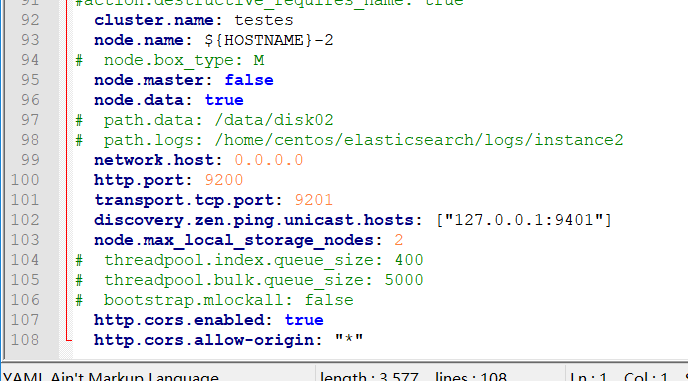 91 #action.destructive_requires_name: true
92 cluster.name: testes
93 node.name: ${HOSTNAME}-2
94 # node.box_type: M
95 node.master: false
96 node.data: true
97 # path.data: /data/disk02
98 # path.logs: /home/centos/elasticsearch/logs/instance2
99 network.host: 0.0.0.0
100 http.port: 9200
101 transport.tcp.port: 9201
102 discovery.zen.ping.unicast.hosts: ["127.0.0.1:9401"]
103 node.max_local_storage_nodes: 2
104 # threadpool.index.queue_size: 400
105 # threadpool.bulk.queue_size: 5000
106 # bootstrap.mlockall: false
107 http.cors.enabled: true
108 http.cors.allow-origin: "*"
YAML Ain't Markup Language length : 3,577 lines : 108 Ln : 1 Col : 1